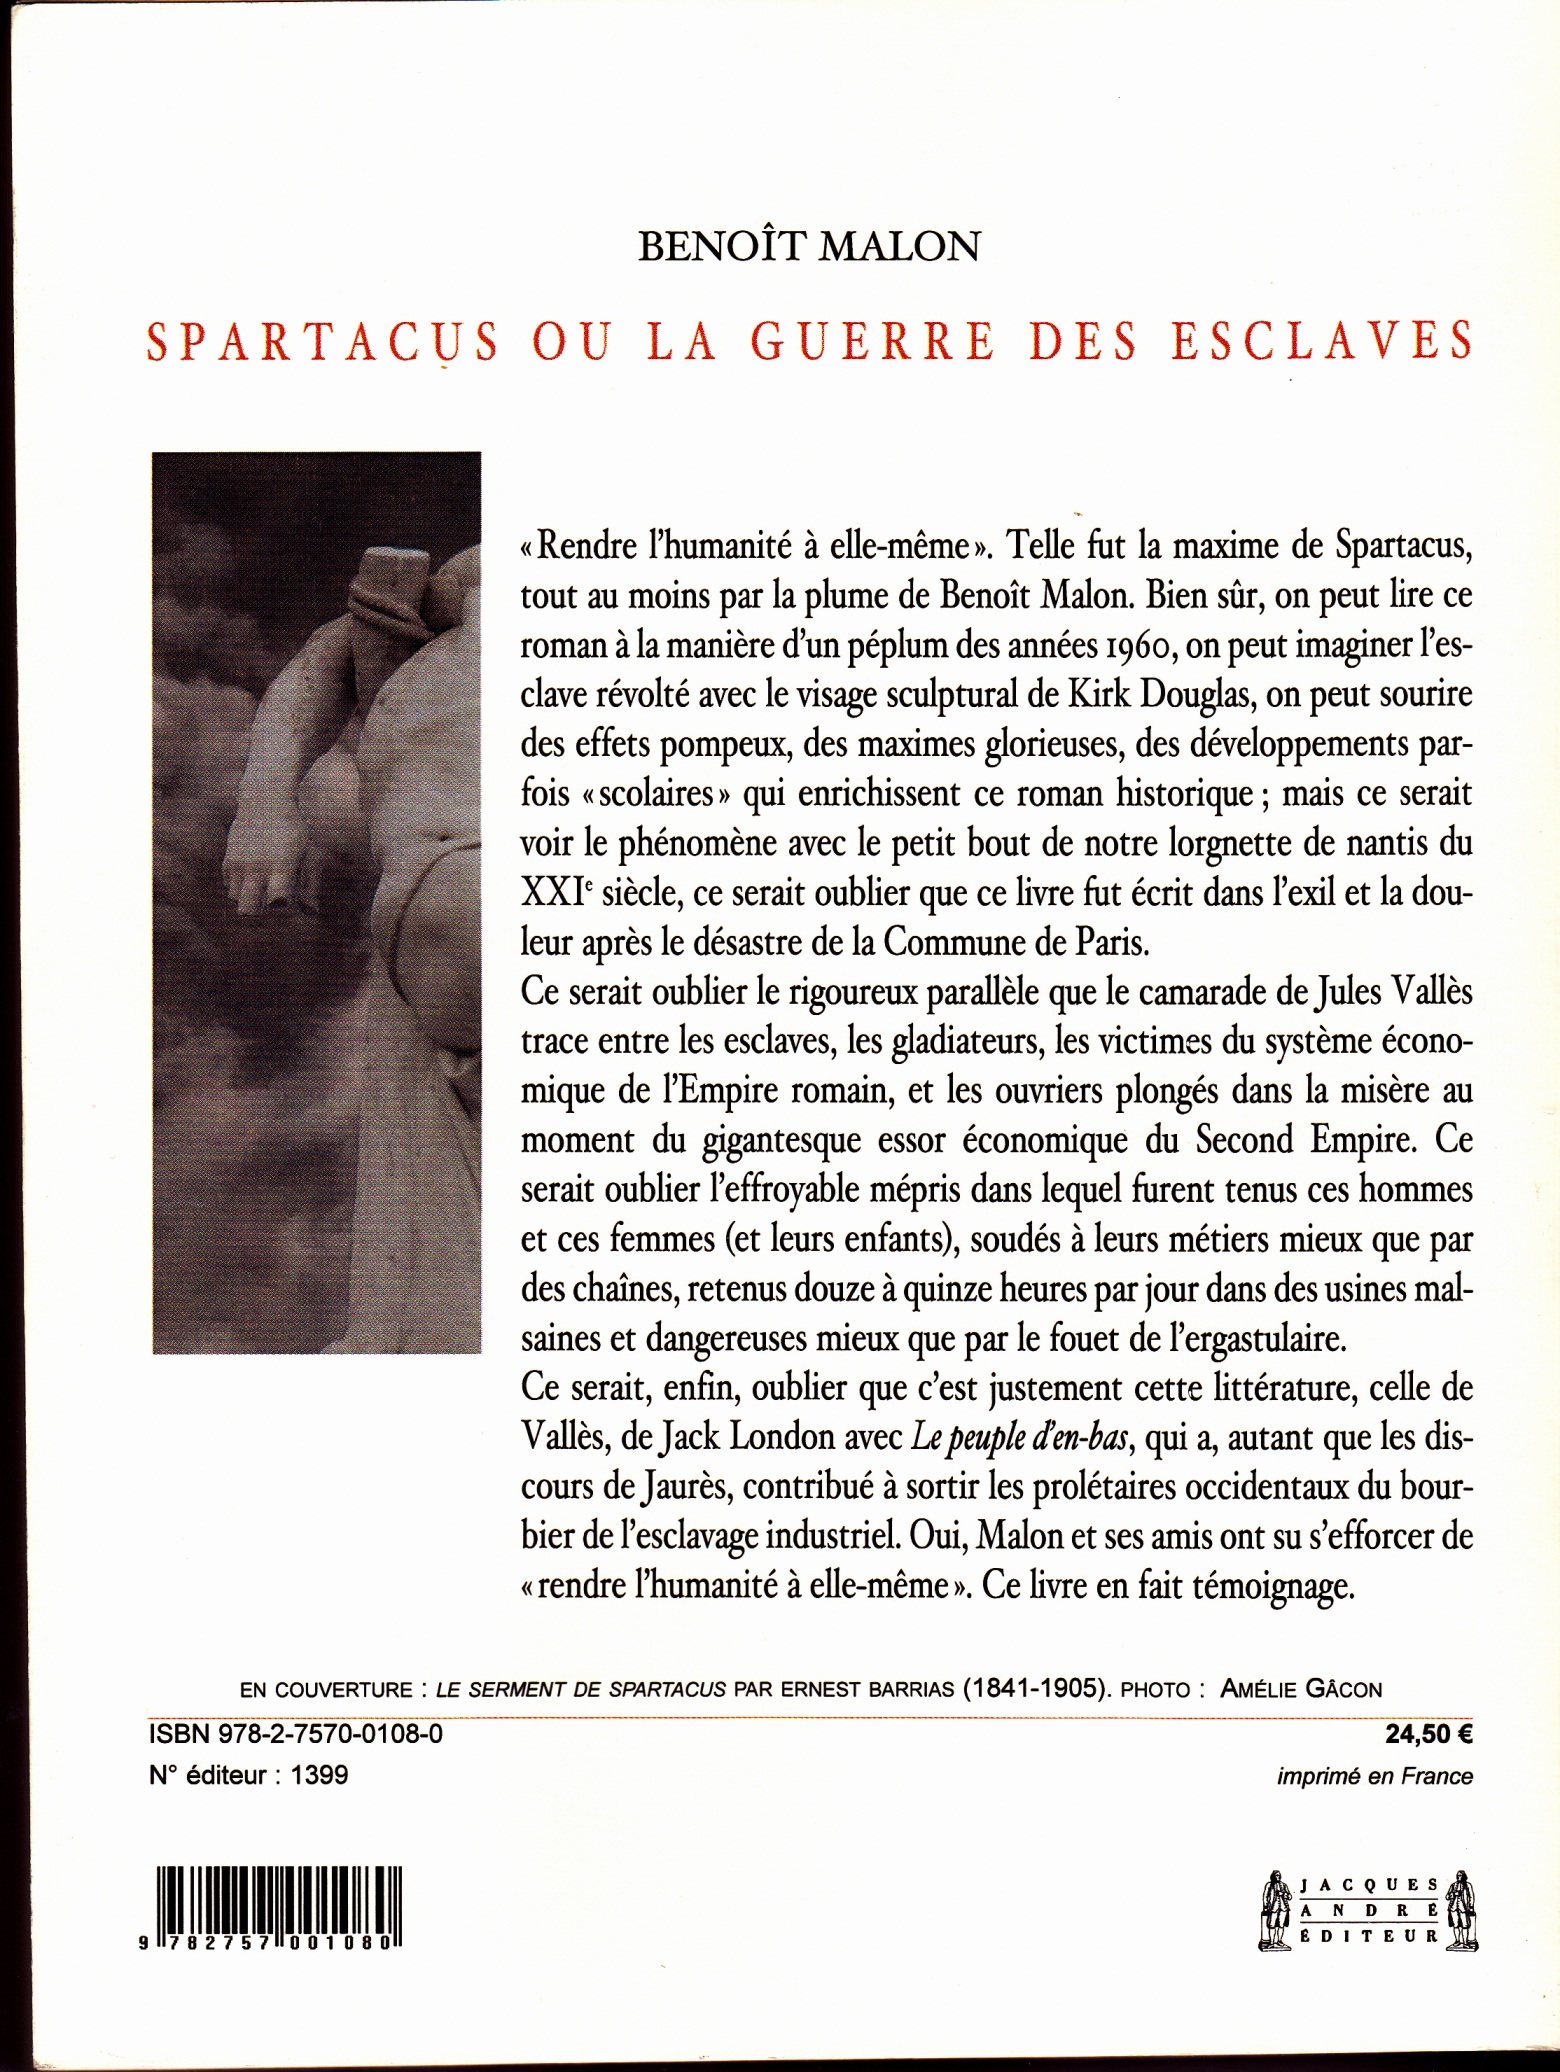 BENOÎT MALON
SPARTACUS OU LA GUERRE DES ESCLAVES
« Rendre l'humanité à elle-même ». Telle fut la maxime de Spartacus,
tout au moins par la plume de Benoît Malon. Bien sûr, on peut lire ce
roman à la manière d'un péplum des années 1960, on peut imaginer l'es-
clave révolté avec le visage sculptural de Kirk Douglas, on peut sourire
des effets pompeux, des maximes glorieuses, des développements par-
fois « scolaires » qui enrichissent ce roman historique ; mais ce serait
voir le phénomène avec le petit bout de notre lorgnette de nantis du
XXIe siècle, ce serait oublier que ce livre fut écrit dans l'exil et la dou-
leur après le désastre de la Commune de Paris.
Ce serait oublier le rigoureux parallèle que le camarade de Jules Vallès
trace entre les esclaves, les gladiateurs, les victimes du système écono-
mique de l'Empire romain, et les ouvriers plongés dans la misère au
moment du gigantesque essor économique du Second Empire. Ce
serait oublier l'effroyable mépris dans lequel furent tenus ces hommes
et ces femmes (et leurs enfants), soudés à leurs métiers mieux que par
des chaînes, retenus douze à quinze heures par jour dans des usines mal-
saines et dangereuses mieux que par le fouet de l'ergastulaire.
Ce serait, enfin, oublier que c'est justement cette littérature, celle de
Vallès, de Jack London avec Le peuple d'en-bas, qui a, autant que les dis-
cours de Jaurès, contribué à sortir les prolétaires occidentaux du bour-
bier de l'esclavage industriel. Oui, Malon et ses amis ont su s'efforcer de
« rendre l'humanité à elle-même ». Ce livre en fait témoignage.
EN COUVERTURE : LE SERMENT DE SPARTACUS PAR ERNEST BARRIAS (1841-1905). PHOTO : AMÉLIE GÂCON
ISBN 978-2-7570-0108-0
24,50 €
N° éditeur : 1399
imprimé en France
9 782757 001080
JACQUES
ANDRÉ
ÉDITEUR